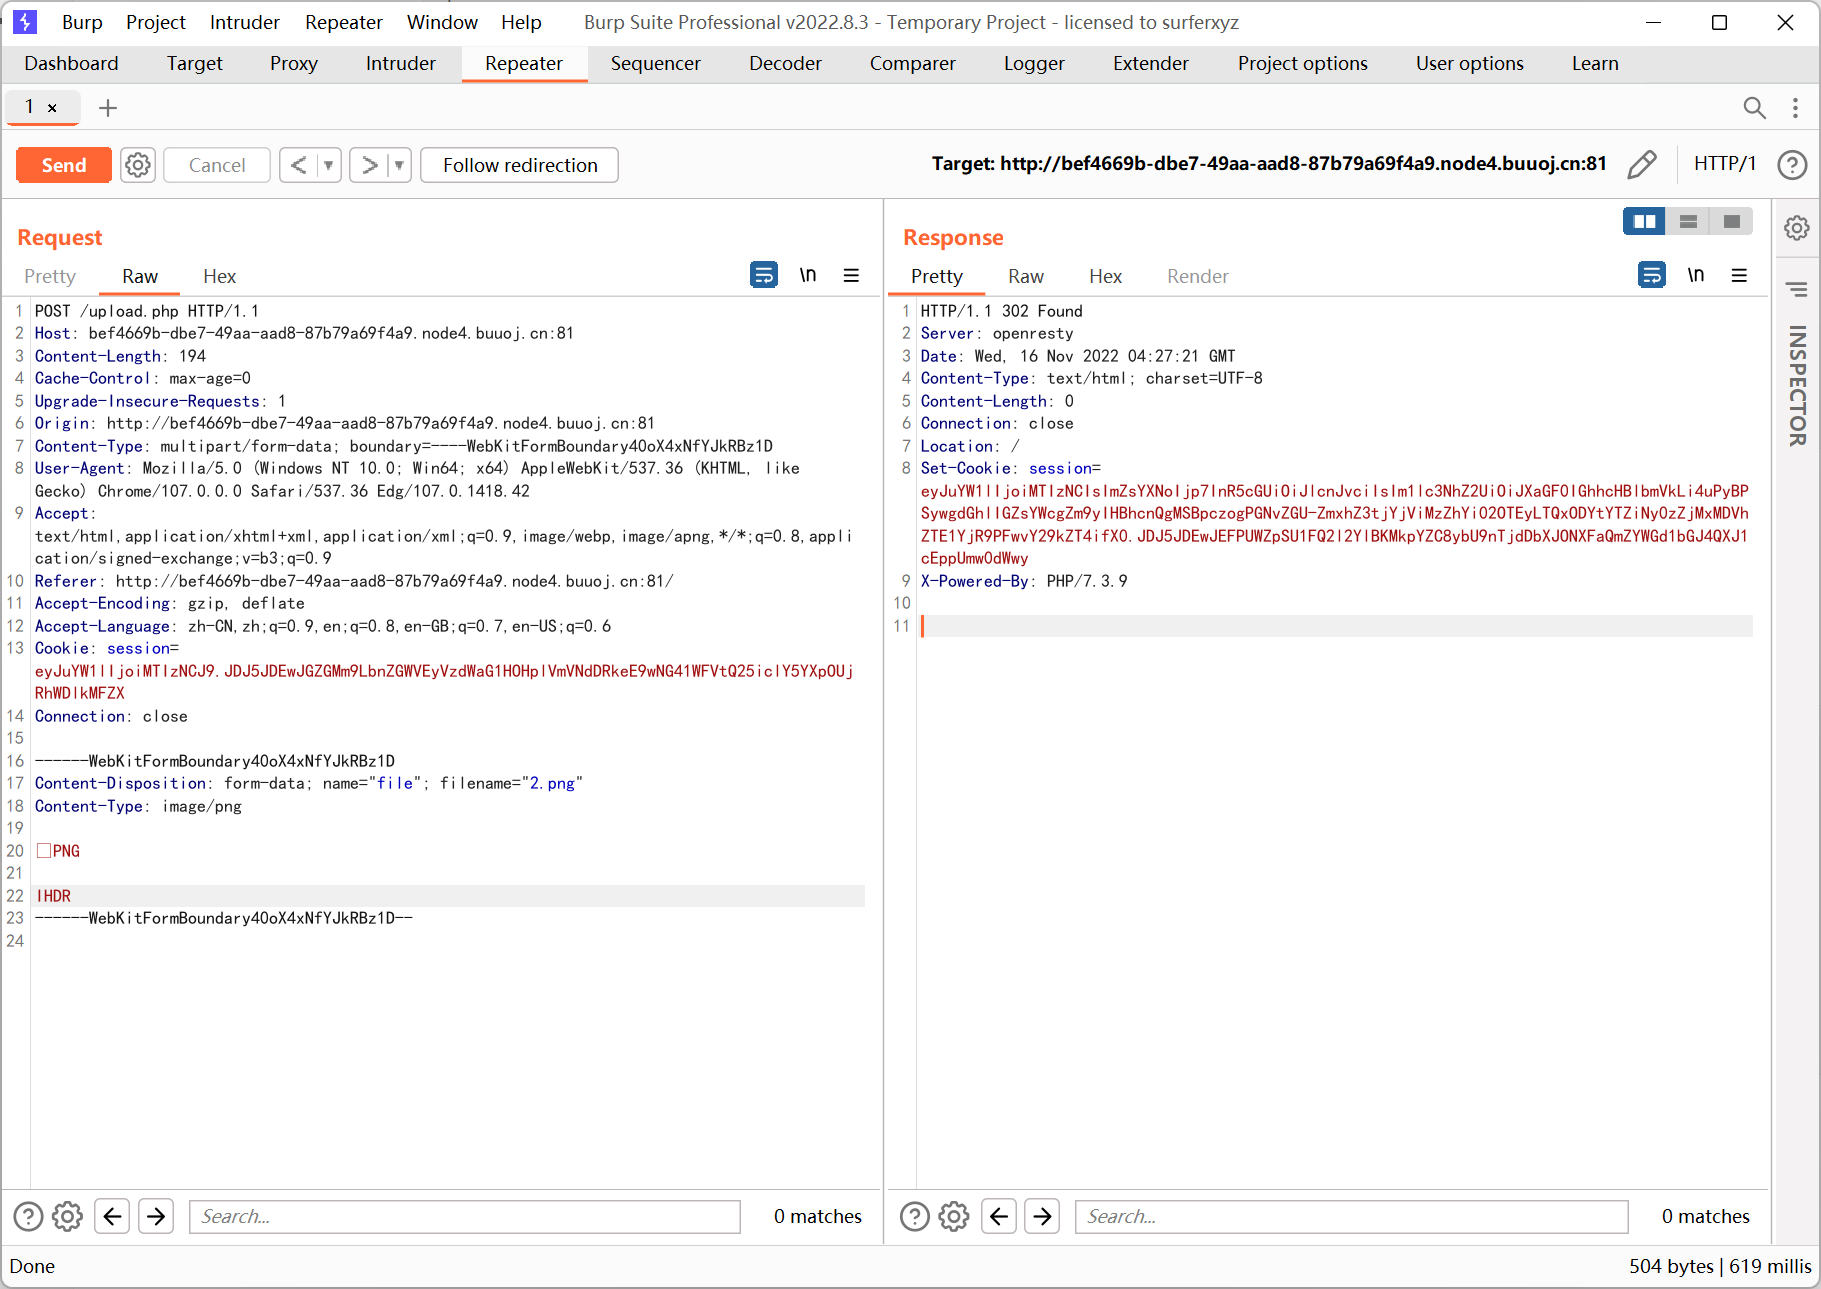 Burp Project Intruder Repeater Window Help Burp Suite Professional v2022.8.3 - Temporary Project - licensed to surferxyz
Dashboard Target Proxy Intruder Repeater Sequencer Decoder Comparer Logger Extender Project options User options Learn
1 ×
Send Cancel < > Follow redirection Target: http://bef4669b-dbe7-49aa-aad8-87b79a69f4a9.node4.buuoj.cn:81 HTTP/1
Request
Pretty Raw Hex \n
1 POST /upload.php HTTP/1.1
2 Host: bef4669b-dbe7-49aa-aad8-87b79a69f4a9.node4.buuoj.cn:81
3 Content-Length: 194
4 Cache-Control: max-age=0
5 Upgrade-Insecure-Requests: 1
6 Origin: http://bef4669b-dbe7-49aa-aad8-87b79a69f4a9.node4.buuoj.cn:81
7 Content-Type: multipart/form-data; boundary=----WebKitFormBoundary40oX4xNfYJkRBz1D
8 User-Agent: Mozilla/5.0 (Windows NT 10.0; Win64; x64) AppleWebKit/537.36 (KHTML, like
Gecko) Chrome/107.0.0.0 Safari/537.36 Edg/107.0.1418.42
9 Accept:
text/html,application/xhtml+xml,application/xml;q=0.9,image/webp,image/apng,*/*;q=0.8,appli
cation/signed-exchange;v=b3;q=0.9
10 Referer: http://bef4669b-dbe7-49aa-aad8-87b79a69f4a9.node4.buuoj.cn:81/
11 Accept-Encoding: gzip, deflate
12 Accept-Language: zh-CN,zh;q=0.9,en;q=0.8,en-GB;q=0.7,en-US;q=0.6
13 Cookie: session=
14 Connection: close
15
16 ------WebKitFormBoundary40oX4xNfYJkRBz1D
17 Content-Disposition: form-data; name="file"; filename="2.png"
18 Content-Type: image/png
19
20 PNG
21
22 IHDR
23 ------WebKitFormBoundary40oX4xNfYJkRBz1D--
24
Search... 0 matches
Response
Pretty Raw Hex Render \n
1 HTTP/1.1 302 Found
2 Server: openresty
3 Date: Wed, 16 Nov 2022 04:27:21 GMT
4 Content-Type: text/html; charset=UTF-8
5 Content-Length: 0
6 Connection: close
7 Location: /
8 Set-Cookie: session=
9 X-Powered-By: PHP/7.3.9
10
11
Search... 0 matches
INSPECTOR
Done 504 bytes | 619 millis